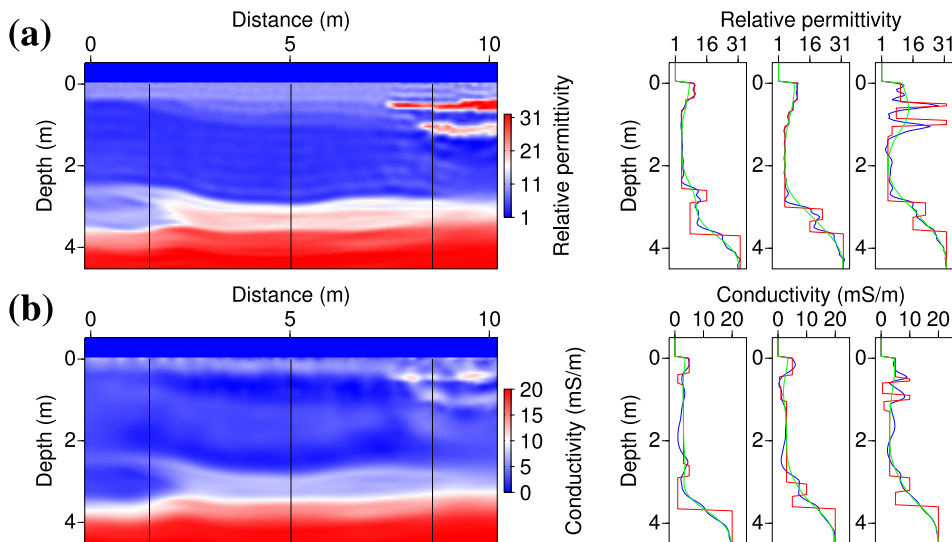 (a)
Distance (m)
0 5 10
Depth (m)
0
2
4
31
21
11
1
Relative permittivity
Relative permittivity
1 16 31 1 16 31 1 16 31
Depth (m)
0
2
4
(b)
Distance (m)
0 5 10
Depth (m)
0
2
4
20
15
10
5
0
Conductivity (mS/m)
Conductivity (mS/m)
0 10 20 0 10 20 0 10 20
Depth (m)
0
2
4